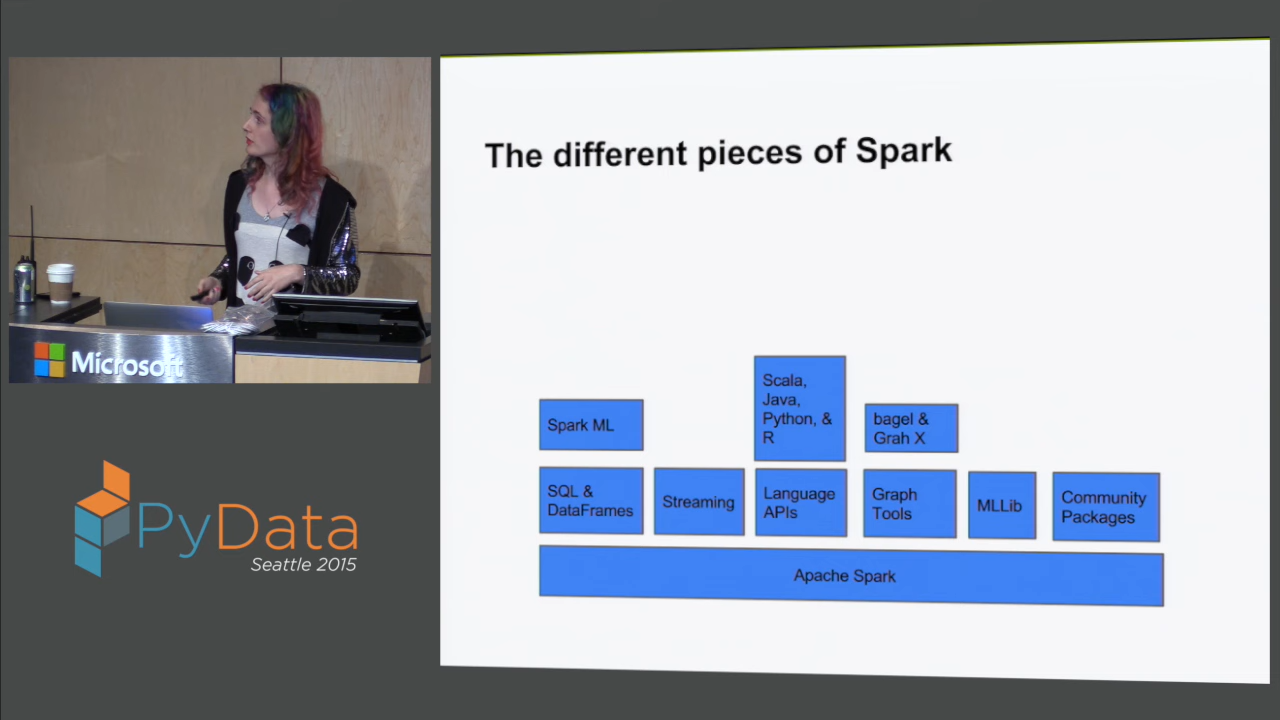 Microsoft
PyData
Seattle 2015
The different pieces of Spark
Scala,
Java,
Python, &
R
Spark ML
bagel &
Grah X
SQL &
DataFrames
Streaming
Language
APIs
Graph
Tools
MLLib
Community
Packages
Apache Spark